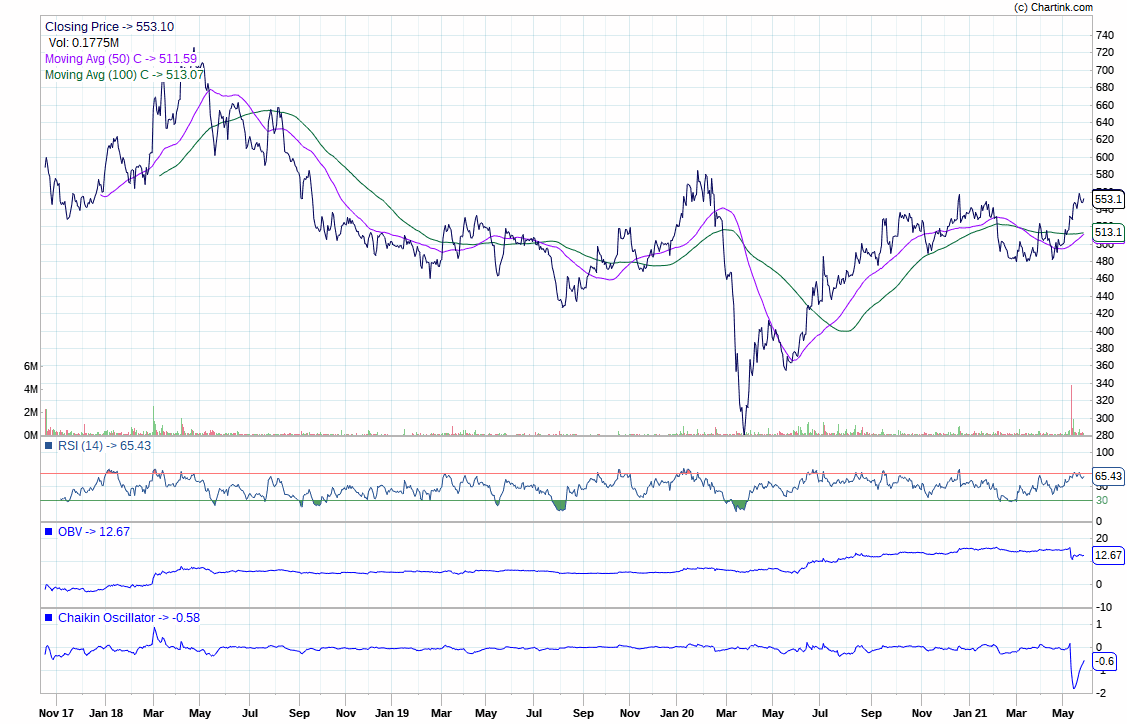 (c) Chartink.com
Closing Price -> 553.10
Vol: 0.1775M
Moving Avg (50) C -> 511.59
Moving Avg (100) C -> 513.07
740
720
700
680
660
640
620
600
580
553.1
540
513.1
500
480
460
440
420
400
380
360
340
320
300
280
6M
4M
2M
0M
RSI (14) -> 65.43
100
65.43
50
30
0
OBV -> 12.67
20
12.67
0
-10
Chaikin Oscillator -> -0.58
1
0
-0.6
-2
Nov 17 Jan 18 Mar May Jul Sep Nov Jan 19 Mar May Jul Sep Nov Jan 20 Mar May Jul Sep Nov Jan 21 Mar May